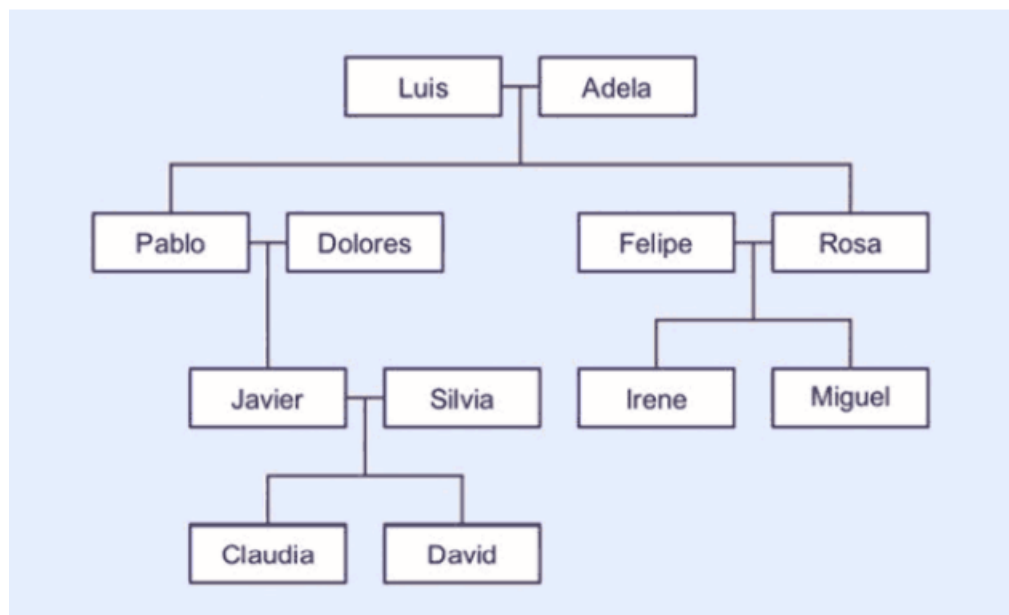 Luis
Adela
Pablo
Dolores
Felipe
Rosa
Javier
Silvia
Irene
Miguel
Claudia
David